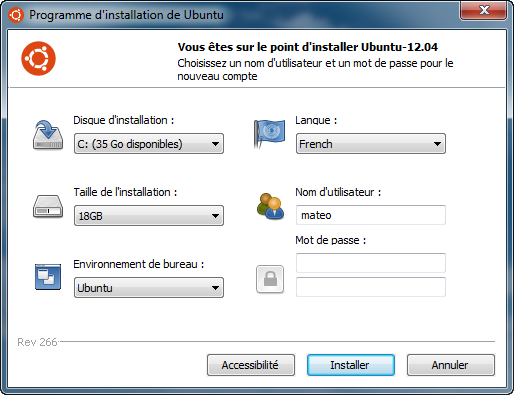 Programme d'installation de Ubuntu
Vous êtes sur le point d'installer Ubuntu-12.04
Choisissez un nom d'utilisateur et un mot de passe pour le
nouveau compte
Disque d'installation :
C: (35 Go disponibles)
Langue :
French
Taille de l'installation :
18GB
Nom d'utilisateur :
mateo
Mot de passe :
Environnement de bureau :
Ubuntu
Rev 266
Accessibilité
Installer
Annuler